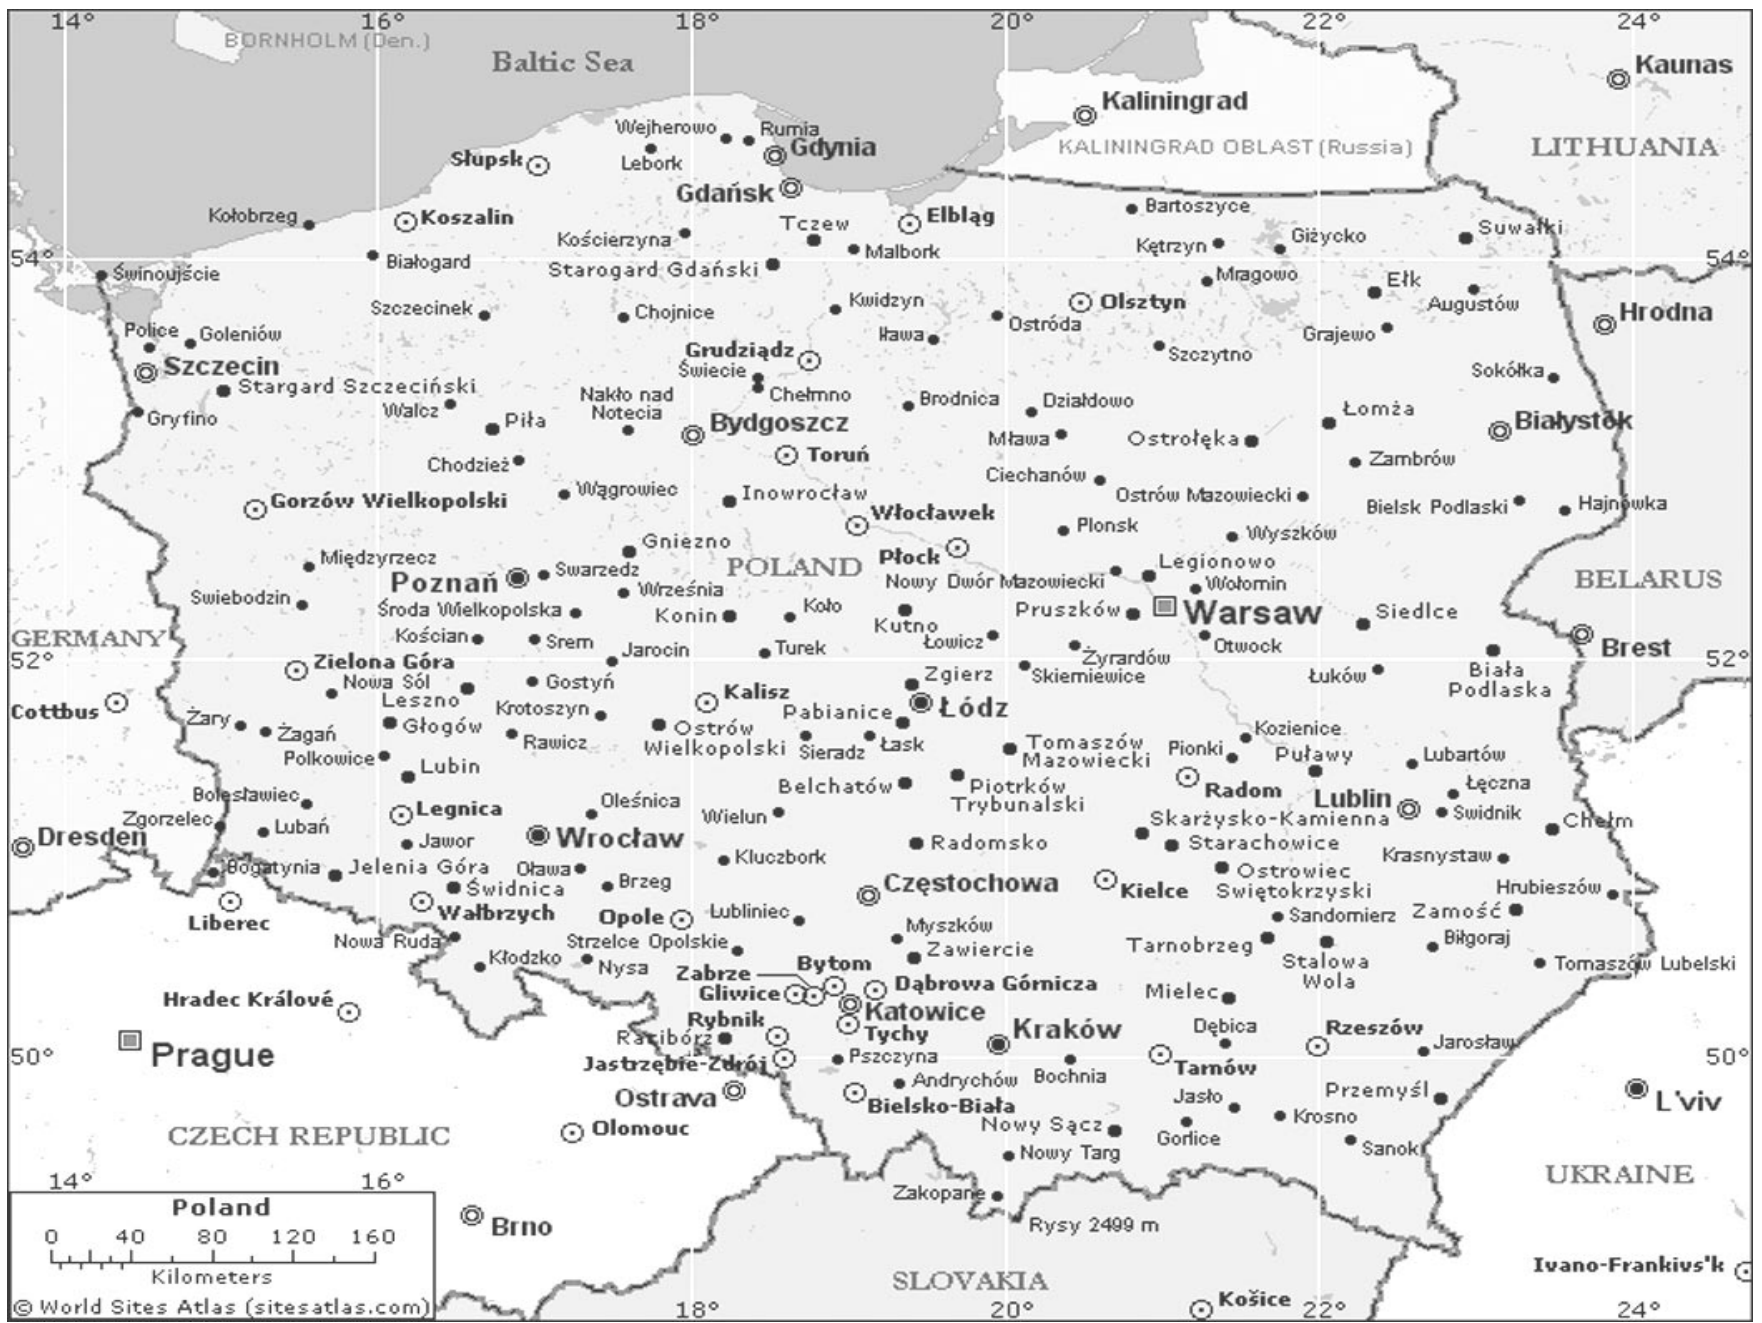 14° 16° 18° 20° 22° 24°
BORNHOLM (Den.)
Baltic Sea
Kaunas
Kaliningrad
Wejherowo
Rumia
KALININGRAD OBLAST (Russia)
LITHUANIA
Gdynia
Słupsk
Lebork
Gdańsk
Kołobrzeg
Koszalin
Tczew
Elbląg
Bartoszyce
Suwałki
Kościerzyna
Malbork
Kętrzyn
Giżycko
54°
Białogard
54°
Świnoujście
Starogard Gdański
Mragowo
Ełk
Szczecinek
Chojnice
Kwidzyn
Olsztyn
Augustów
Hrodna
Police
Goleniów
Iława
Ostróda
Grajewo
Szczecin
Grudziądz
Szczytno
Świecie
Sokółka
Stargard Szczeciński
Nakło nad
Notecia
Chełmno
Gryfino
Walcz
Piła
Bydgoszcz
Brodnica
Działdowo
Łomża
Białystok
Mława
Ostrołęka
Chodzież
Toruń
Zambrów
Ciechanów
Gorzów Wielkopolski
Wągrowiec
Inowrocław
Ostrów Mazowiecki
Bielsk Podlaski
Hajnówka
Włocławek
Plonsk
Wyszków
Międzyrzecz
Gniezno
Płock
Legionowo
POLAND
Poznań
Swarzedz
Nowy Dwór Mazowiecki
Wołomin
BELARUS
Swiebodzin
Września
Środa Wielkopolska
Konin
Koło
Kutno
Pruszków
Warsaw
Siedlce
GERMANY
Kościan
Srem
Jarocin
Turek
Łowicz
Otwock
Brest
52°
Zielona Góra
Żyrardów
52°
Nowa Sól
Leszno
Gostyń
Kalisz
Zgierz
Skierniewice
Łuków
Biała
Podlaska
Cottbus
Żary
Żagań
Głogów
Krotoszyn
Rawicz
Ostrów
Wielkopolski
Pabianice
Łódź
Sieradz
Łask
Tomaszów
Mazowiecki
Kozienice
Pionki
Puławy
Lubartów
Polkowice
Lubin
Belchatów
Piotrków
Trybunalski
Radom
Lublin
Łęczna
Swidnik
Bolesławiec
Legnica
Oleśnica
Wielun
Skarżysko-Kamienna
Chełm
Zgorzelec
Lubań
Dresden
Jawor
Wrocław
Radomsko
Starachowice
Krasnystaw
Bogatynia
Jelenia Góra
Oława
Kluczbork
Ostrowiec
Swiętokrzyski
Świdnica
Brzeg
Częstochowa
Kielce
Hrubieszów
Liberec
Wałbrzych
Opole
Łubliniec
Myszków
Sandomierz
Zamość
Nowa Ruda
Strzelce Opolskie
Zawiercie
Tarnobrzeg
Stalowa
Wola
Biłgoraj
Kłodzko
Nysa
Tomaszów Lubelski
Zabrze
Bytom
Gliwice
Dąbrowa Górnicza
Mielec
Hradec Králové
Katowice
Rybnik
Tychy
Kraków
Dębica
Rzeszów
Racibórz
Jarosław
Prague
50°
Jastrzębie-Zdrój
Pszczyna
Bochnia
Tarnów
50°
Ostrava
Andrychów
Bielsko-Biała
Jasło
Przemyśl
L'viv
Olomouc
Nowy Sącz
Gorlice
Krosno
Sanok
CZECH REPUBLIC
Nowy Targ
UKRAINE
14° 16°
Zakopane
Brno
Rysy 2499 m
Ivano-Frankivs'k
SLOVAKIA
Košice
Poland
0 40 80 120 160
Kilometers
© World Sites Atlas (sitesatlas.com)
18° 20° 22° 24°